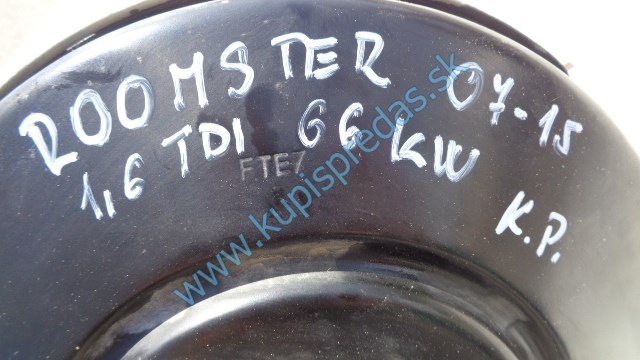 ROOMSTER 07-15
1,6 TDI 66 KW
FTE7
K.P.
www.kupispredas.sk